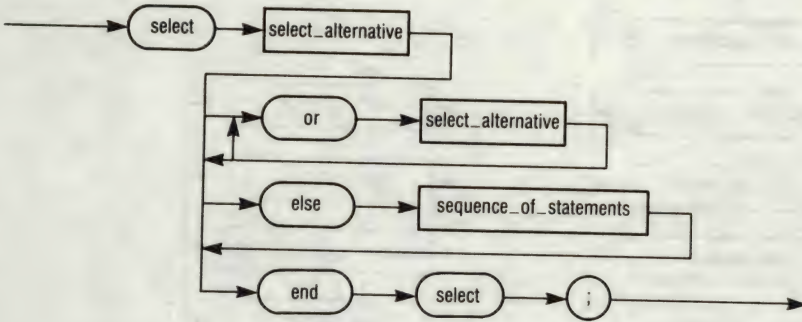 select select_alternative
or select_alternative
else sequence_of_statements
end select ;